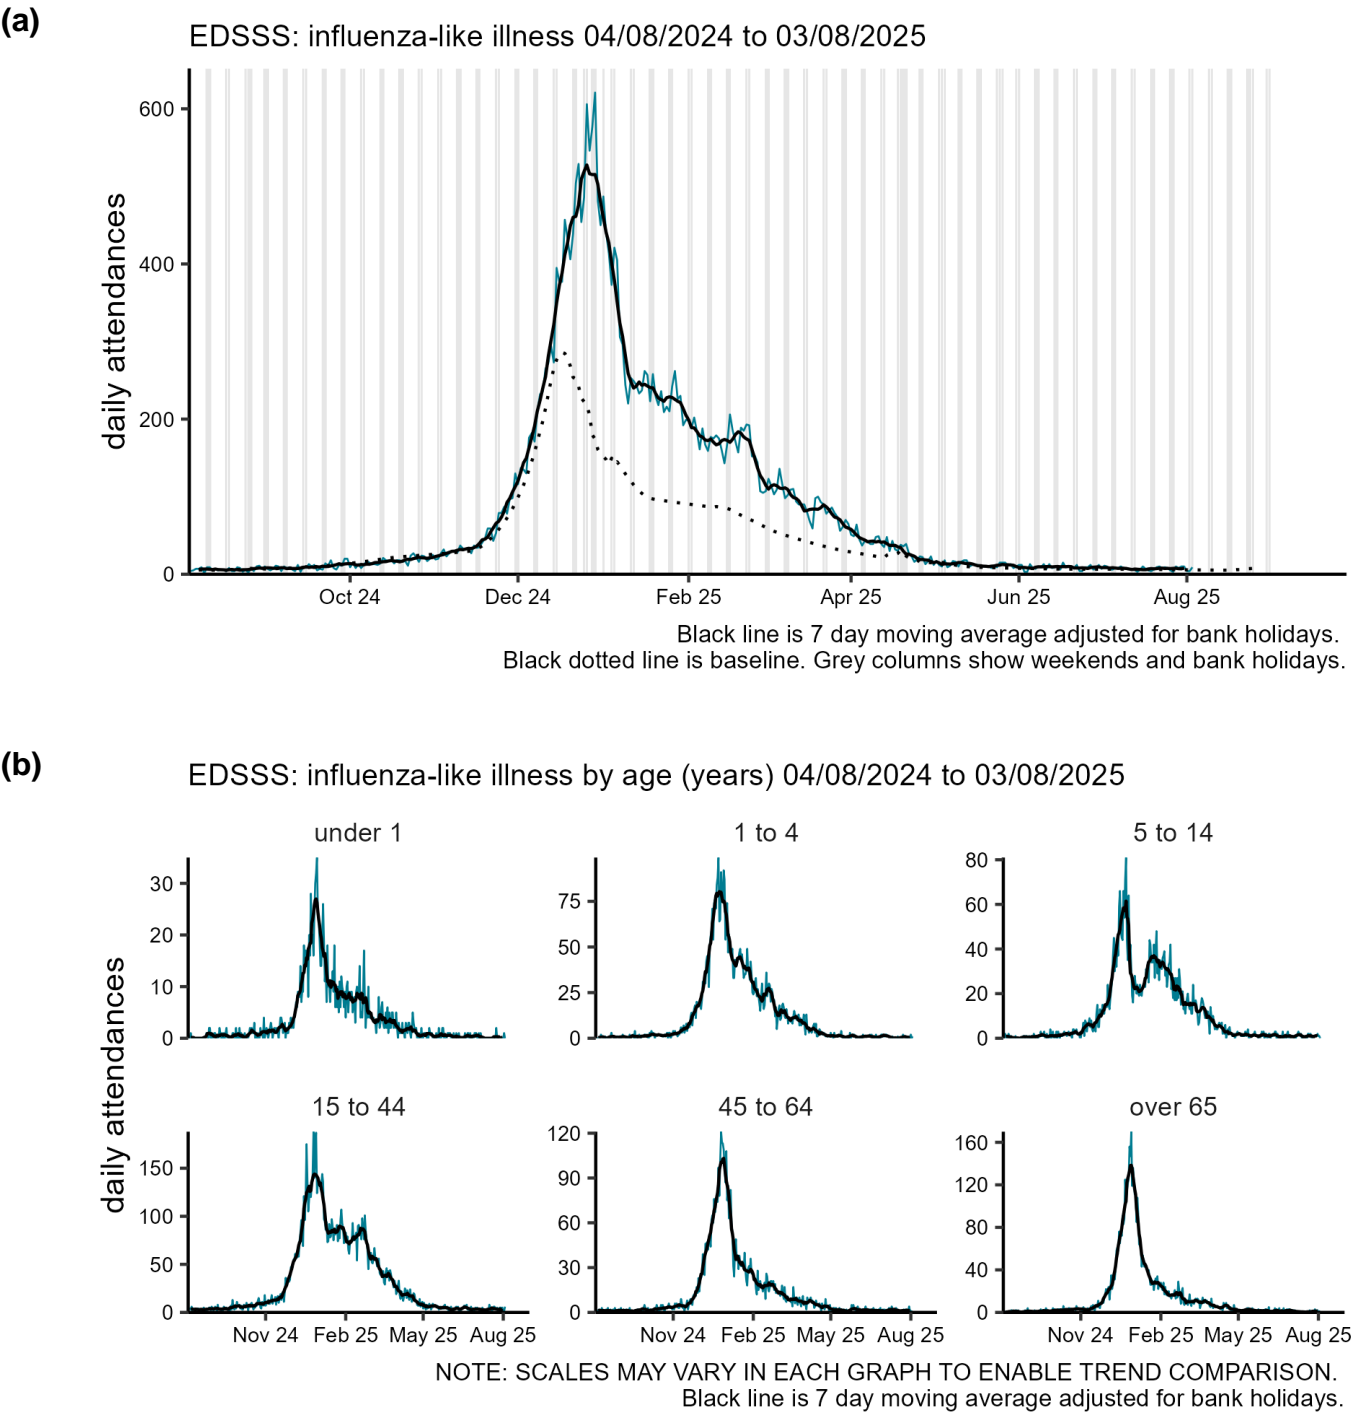 (a)
EDSSS: influenza-like illness 04/08/2024 to 03/08/2025
daily attendances
600
400
200
0
Oct 24 Dec 24 Feb 25 Apr 25 Jun 25 Aug 25
Black line is 7 day moving average adjusted for bank holidays.
Black dotted line is baseline. Grey columns show weekends and bank holidays.
(b)
EDSSS: influenza-like illness by age (years) 04/08/2024 to 03/08/2025
daily attendances
under 1
30
20
10
0
1 to 4
75
50
25
0
5 to 14
80
60
40
20
0
15 to 44
150
100
50
0
Nov 24 Feb 25 May 25 Aug 25
45 to 64
120
90
60
30
0
Nov 24 Feb 25 May 25 Aug 25
over 65
160
120
80
40
0
Nov 24 Feb 25 May 25 Aug 25
NOTE: SCALES MAY VARY IN EACH GRAPH TO ENABLE TREND COMPARISON.
Black line is 7 day moving average adjusted for bank holidays.